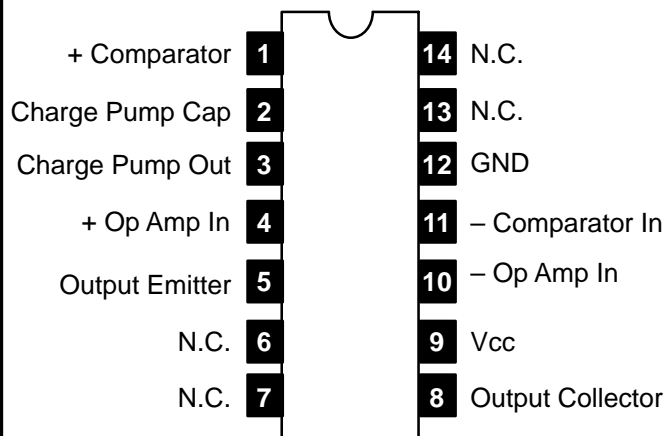 + Comparator 1 14 N.C.
Charge Pump Cap 2 13 N.C.
Charge Pump Out 3 12 GND
+ Op Amp In 4 11 – Comparator In
Output Emitter 5 10 – Op Amp In
N.C. 6 9 Vcc
N.C. 7 8 Output Collector